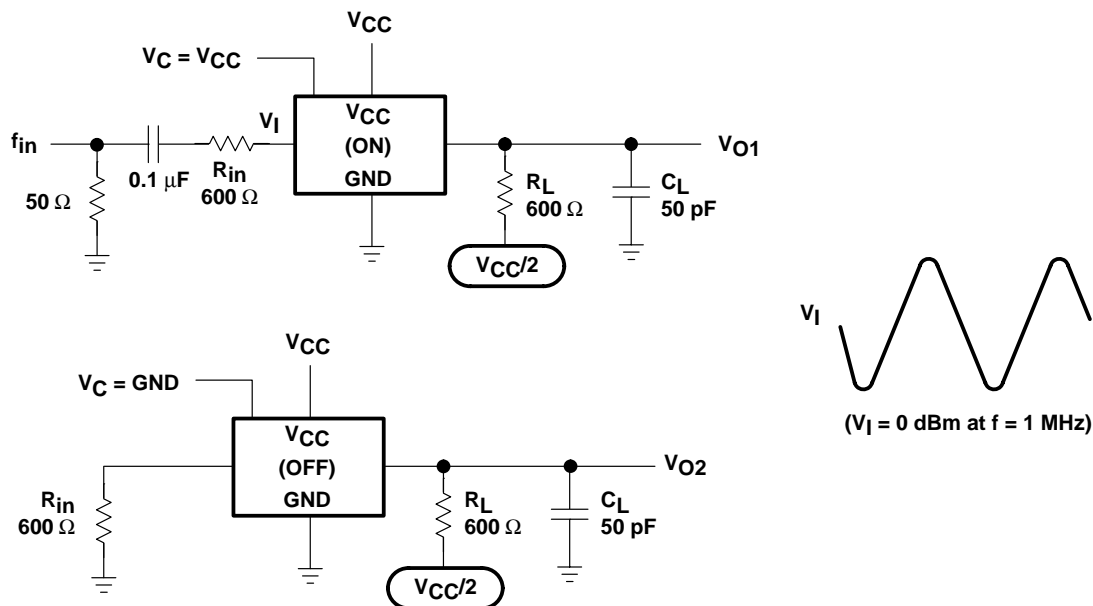 VCC
VC = VCC
fin
50 Ω
0.1 μF
Rin
600 Ω
VI
VCC
(ON)
GND
RL
600 Ω
CL
50 pF
VO1
VCC/2
VI
(VI = 0 dBm at f = 1 MHz)
VCC
VC = GND
VCC
(OFF)
GND
Rin
600 Ω
RL
600 Ω
CL
50 pF
VO2
VCC/2